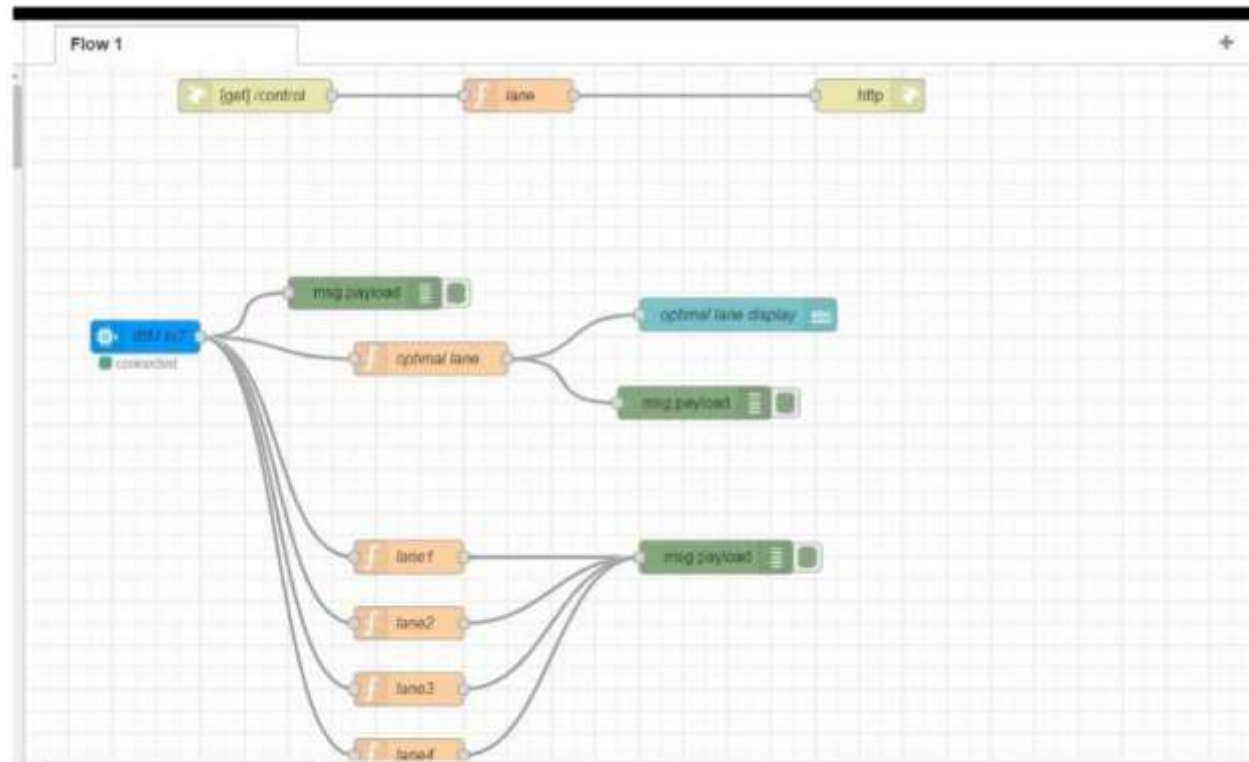 Flow 1
+
[get] /control
lane
http
msg.payload
optimal lane display
IBM IoT
connected
optimal lane
msg.payload
lane1
msg.payload
lane2
lane3
lane4